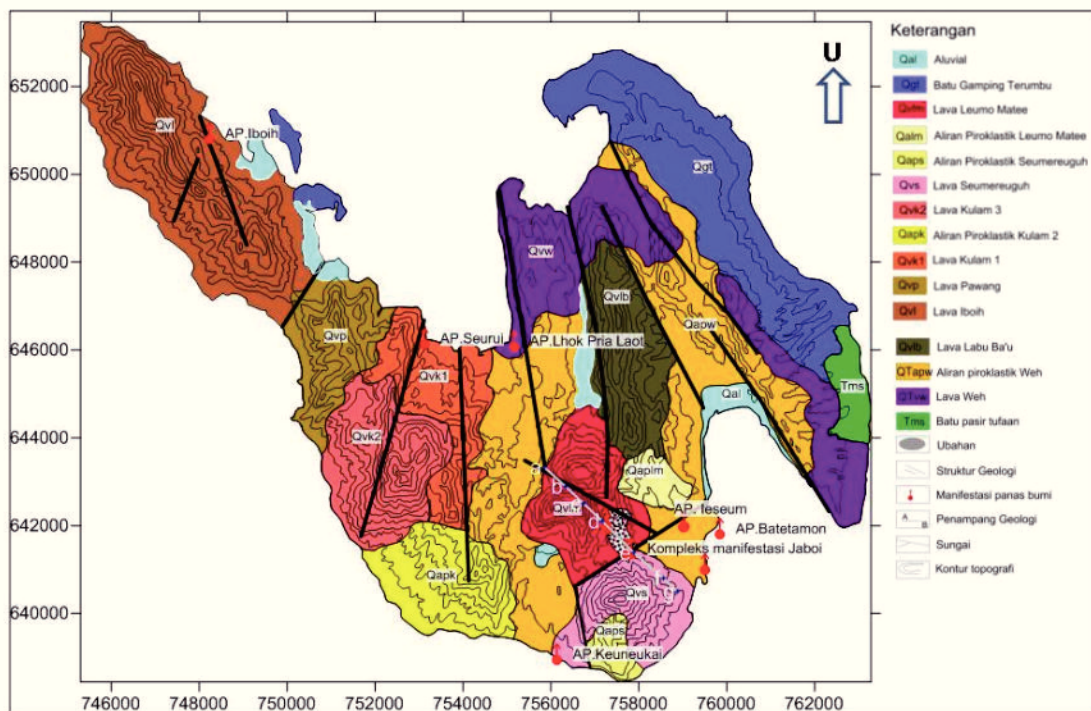 U
652000
650000
648000
646000
644000
642000
640000
746000 748000 750000 752000 754000 756000 758000 760000 762000
QvI
AP.Iboih
Qgt
Qvw
Qvlb
Qvp
Qapw
AP.Seurui
AP.Lhok Pria Laot
Qvk1
Qal
Tms
Qvk2
Qaplm
a
b
d
AP. Ieseum
AP.Batetamon
Kompleks manifestasi Jaboi
Qapk
Qvs
Qaps
AP.Keuneukai
Keterangan
Qal Aluvial
Qgt Batu Gamping Terumbu
Qvlm Lava Leumo Matee
Qalm Aliran Piroklastik Leumo Matee
Qaps Aliran Piroklastik Seumereuguh
Qvs Lava Seumereuguh
Qvk2 Lava Kulam 3
Qapk Aliran Piroklastik Kulam 2
Qvk1 Lava Kulam 1
Qvp Lava Pawang
QvI Lava Iboih
Qvlb Lava Labu Ba'u
QTapw Aliran piroklastik Weh
QTvw Lava Weh
Tms Batu pasir tufaan
Ubahan
Struktur Geologi
Manifestasi panas bumi
A B Penampang Geologi
Sungai
Kontur topografi